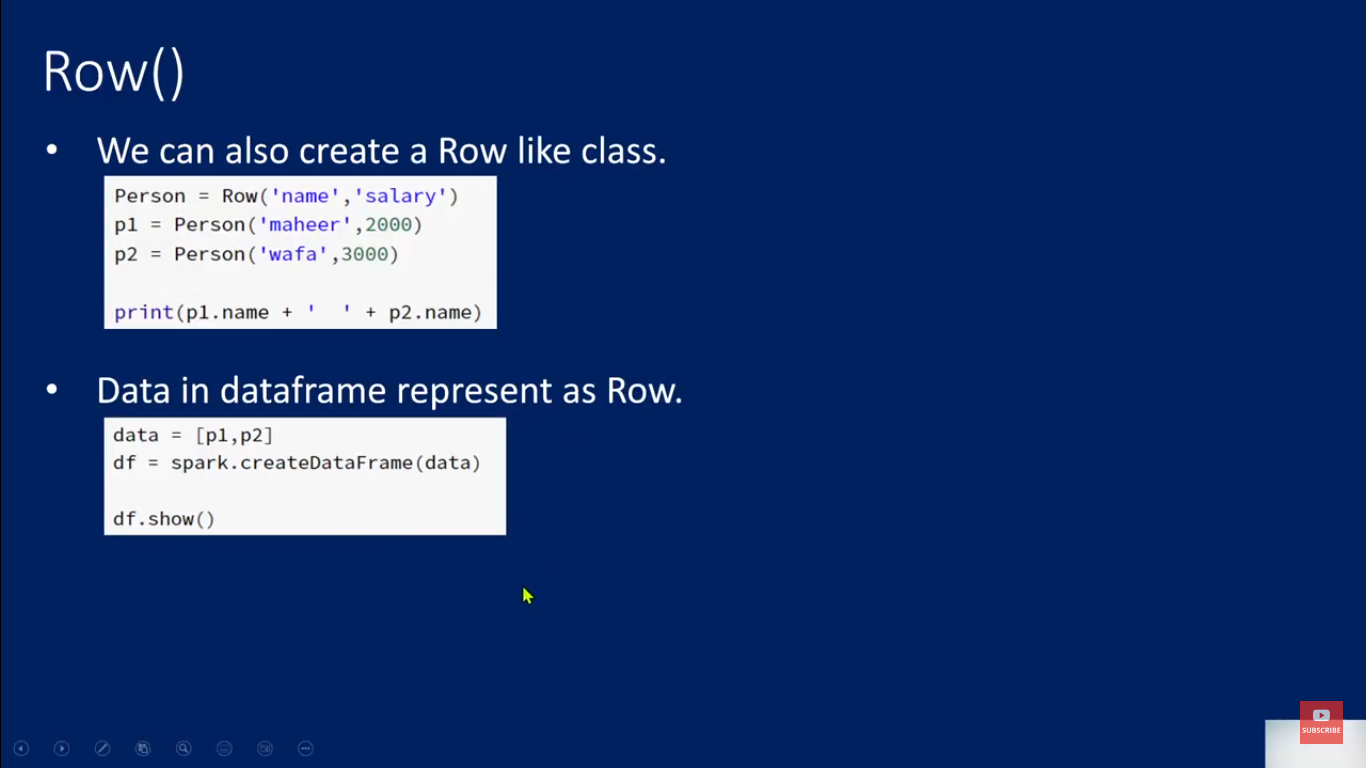 Row()
• We can also create a Row like class.
Person = Row('name','salary')
p1 = Person('maheer',2000)
p2 = Person('wafa',3000)
print(p1.name + '  ' + p2.name)
• Data in dataframe represent as Row.
data = [p1,p2]
df = spark.createDataFrame(data)
df.show()
SUBSCRIBE